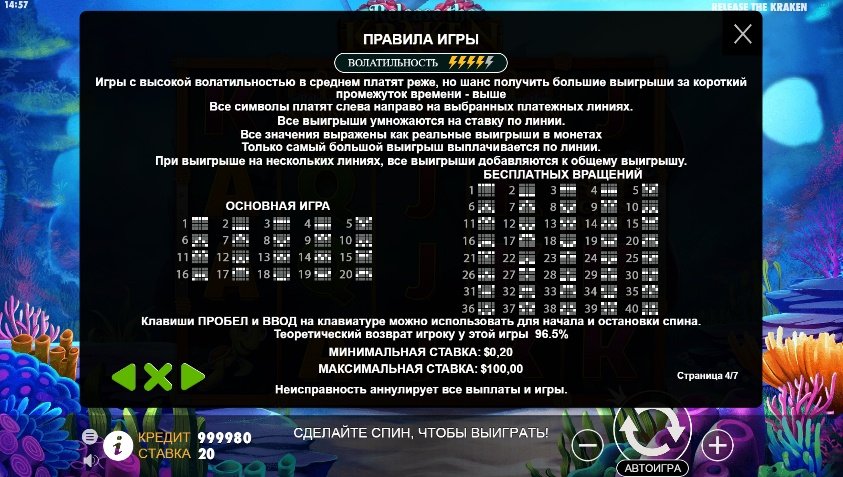 14:57
RELEASE THE KRAKEN
ПРАВИЛА ИГРЫ
ВОЛАТИЛЬНОСТЬ
Игры с высокой волатильностью в среднем платят реже, но шанс получить большие выигрыши за короткий
промежуток времени - выше
Все символы платят слева направо на выбранных платежных линиях.
Все выигрыши умножаются на ставку по линии.
Все значения выражены как реальные выигрыши в монетах
Только самый большой выигрыш выплачивается по линии.
При выигрыше на нескольких линиях, все выигрыши добавляются к общему выигрышу.
ОСНОВНАЯ ИГРА
1 2 3 4 5
6 7 8 9 10
11 12 13 14 15
16 17 18 19 20
БЕСПЛАТНЫХ ВРАЩЕНИЙ
1 2 3 4 5
6 7 8 9 10
11 12 13 14 15
16 17 18 19 20
21 22 23 24 25
26 27 28 29 30
31 32 33 34 35
36 37 38 39 40
Клавиши ПРОБЕЛ и ВВОД на клавиатуре можно использовать для начала и остановки спина.
Теоретический возврат игроку у этой игры 96.5%
МИНИМАЛЬНАЯ СТАВКА: $0,20
МАКСИМАЛЬНАЯ СТАВКА: $100,00
Страница 4/7
Неисправность аннулирует все выплаты и игры.
КРЕДИТ 999980
СТАВКА 20
СДЕЛАЙТЕ СПИН, ЧТОБЫ ВЫИГРАТЬ!
АВТОИГРА